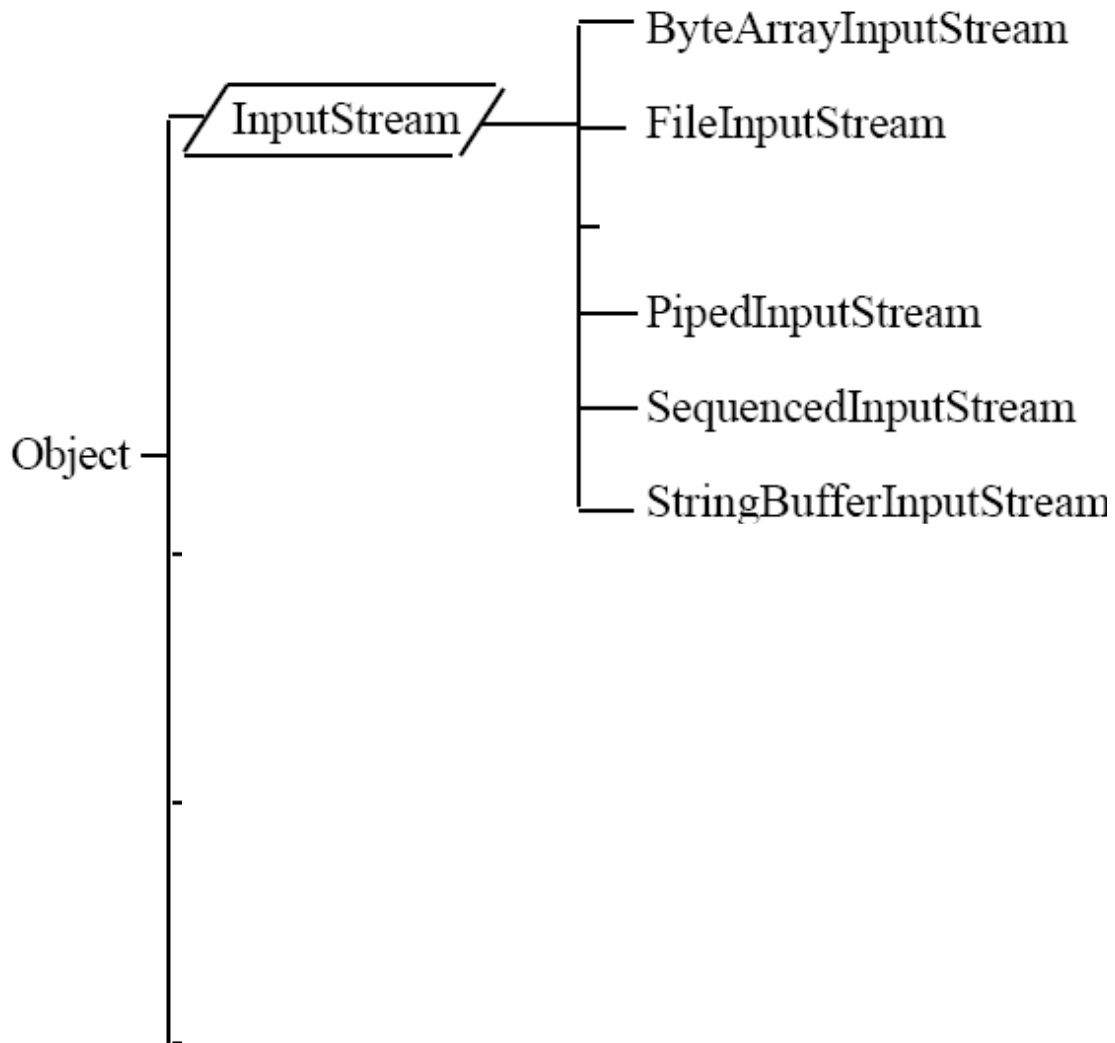 ByteArrayInputStream
InputStream
FileInputStream
PipedInputStream
SequencedInputStream
Object
StringBufferInputStream